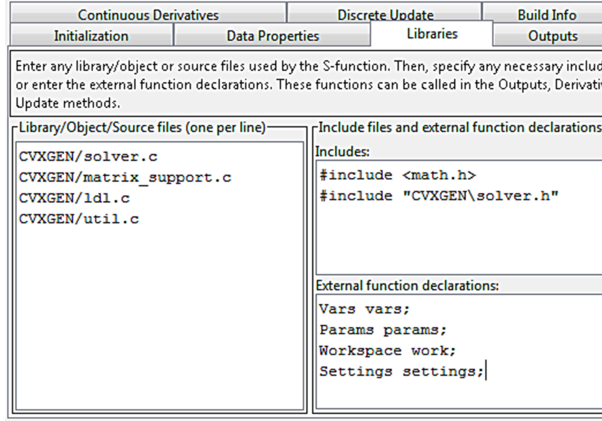 Continuous Derivatives
Discrete Update
Build Info
Initialization
Data Properties
Libraries
Outputs
Enter any library/object or source files used by the S-function. Then, specify any necessary includ
or enter the external function declarations. These functions can be called in the Outputs, Derivati
Update methods.
Library/Object/Source files (one per line)
CVXGEN/solver.c
CVXGEN/matrix_support.c
CVXGEN/ldl.c
CVXGEN/util.c
Include files and external function declarations
Includes:
#include <math.h>
#include "CVXGEN\solver.h"
External function declarations:
Vars vars;
Params params;
Workspace work;
Settings settings;